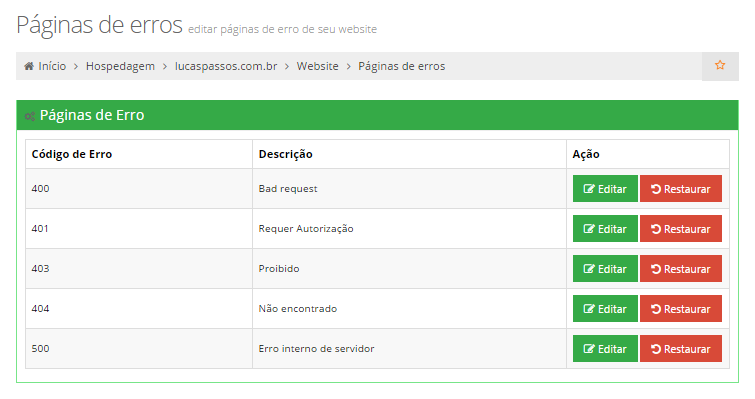 Páginas de erros editar páginas de erro de seu website
Início > Hospedagem > lucaspassos.com.br > Website > Páginas de erros
Páginas de Erro
Código de Erro Descrição Ação
400 Bad request Editar Restaurar
401 Requer Autorização Editar Restaurar
403 Proibido Editar Restaurar
404 Não encontrado Editar Restaurar
500 Erro interno de servidor Editar Restaurar